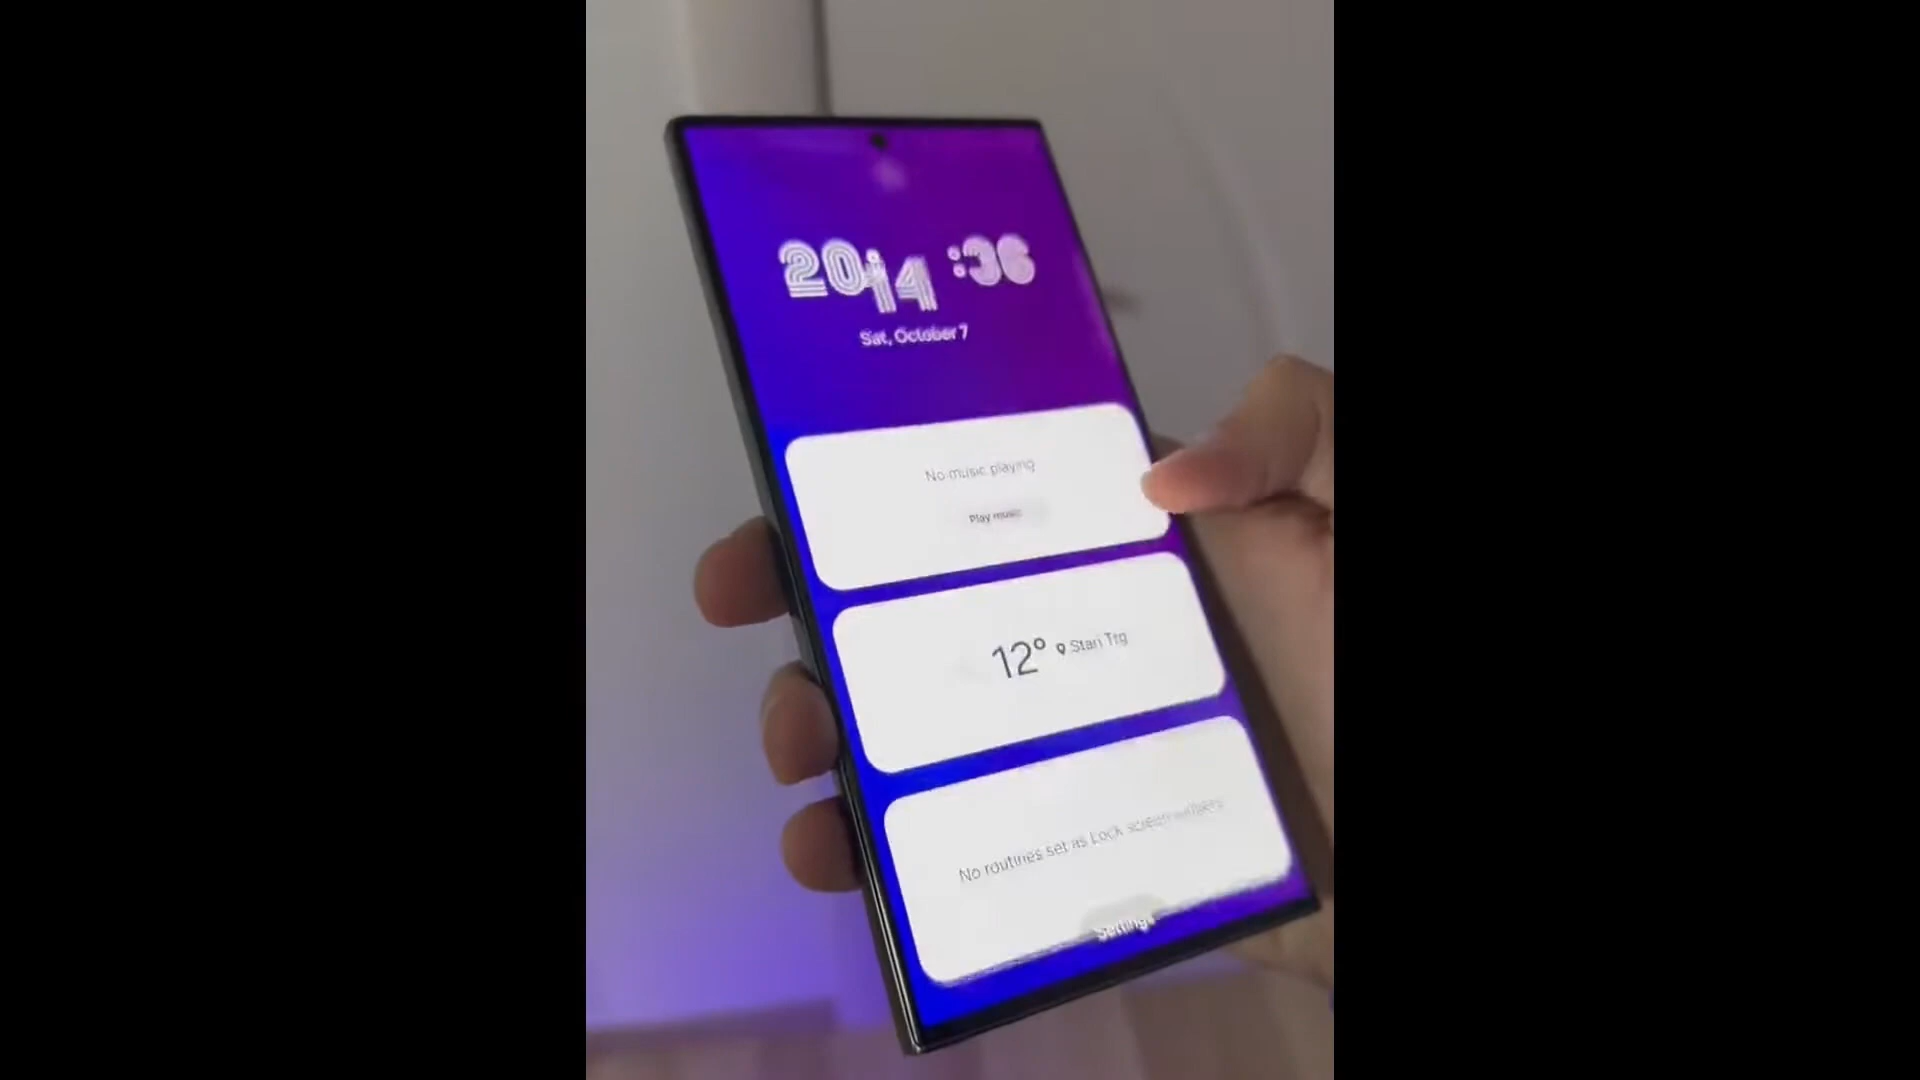 20:14:36
Sat, October 7
No music playing
Play music
12° Stari Trg
No routines set as Lock screen widgets
Settings